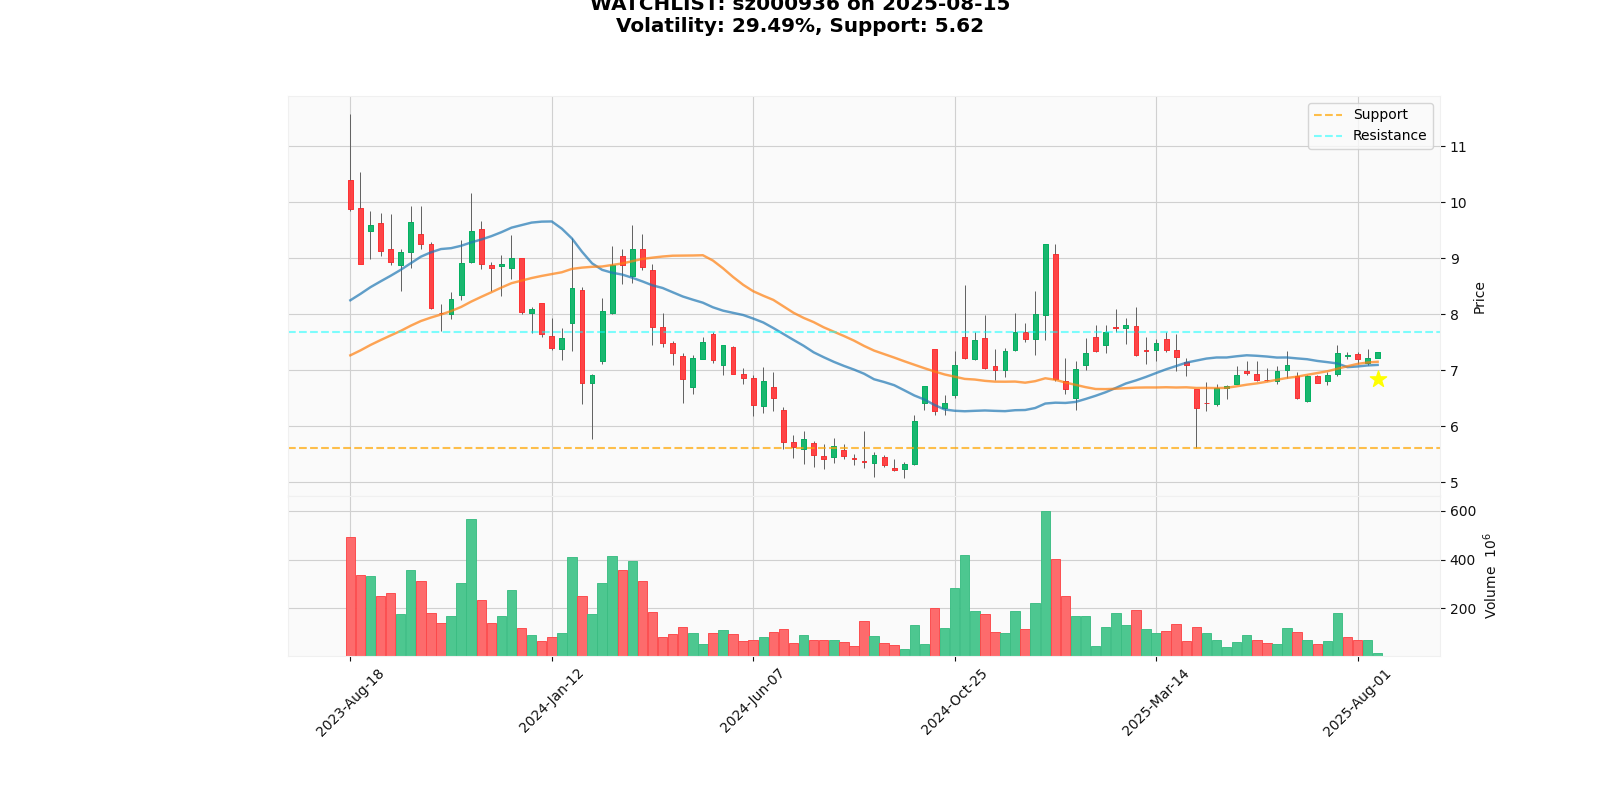 WATCHLIST: sz000936 on 2025-08-15
Volatility: 29.49%, Support: 5.62
Support
Resistance
11
10
9
8
7
6
5
Price
600
400
200
Volume 10^6
2023-Aug-18
2024-Jan-12
2024-Jun-07
2024-Oct-25
2025-Mar-14
2025-Aug-01